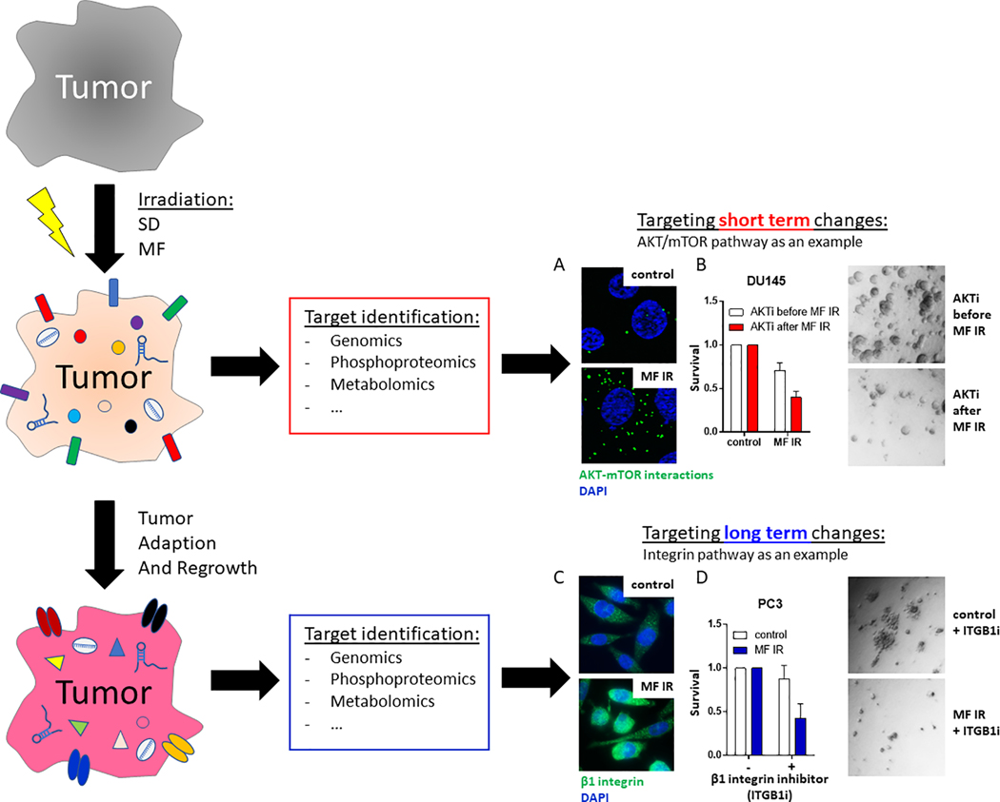 Tumor
Irradiation:
SD
MF
Tumor
Target identification:
- Genomics
- Phosphoproteomics
- Metabolomics
- ...
Targeting short term changes:
AKT/mTOR pathway as an example
A
control
MF IR
AKT-mTOR interactions
DAPI
B
DU145
AKTi before MF IR
AKTi after MF IR
Survival
1.5
1.0
0.5
0.0
control
MF IR
AKTi
before
MF IR
AKTi
after
MF IR
Tumor
Adaption
And Regrowth
Tumor
Target identification:
- Genomics
- Phosphoproteomics
- Metabolomics
- ...
Targeting long term changes:
Integrin pathway as an example
C
control
MF IR
β1 integrin
DAPI
D
PC3
control
MF IR
Survival
1.5
1.0
0.5
0.0
- +
β1 integrin inhibitor
(ITGB1i)
control
+ ITGB1i
MF IR
+ ITGB1i